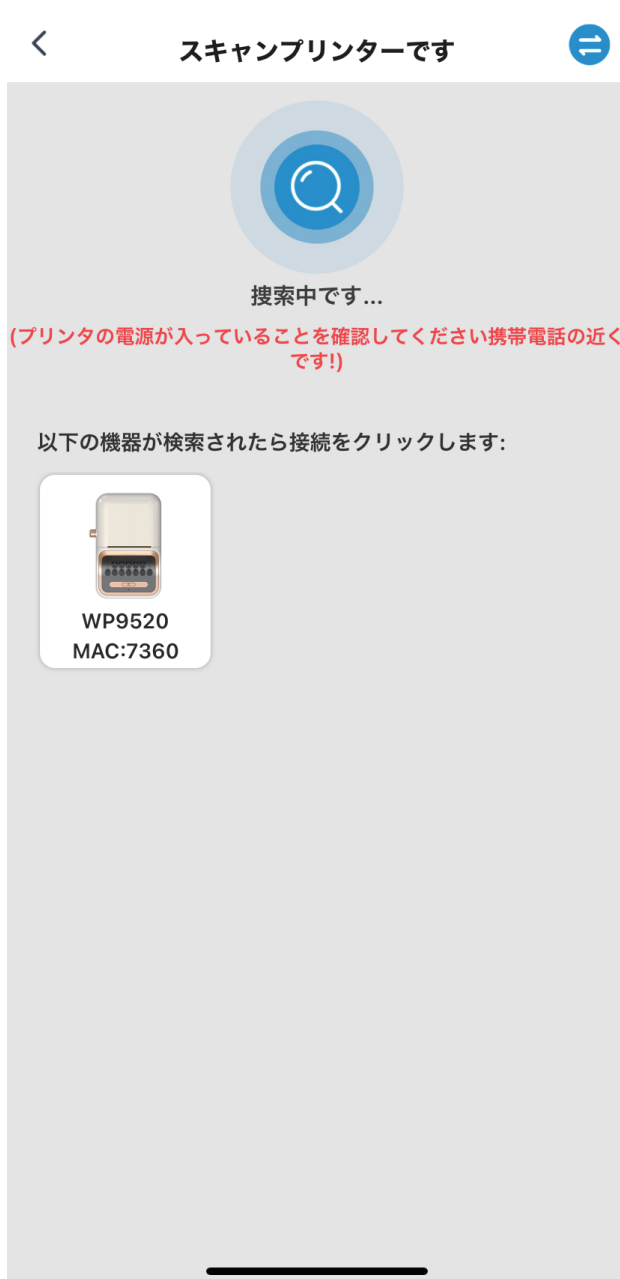 スキャンプリンターです
捜索中です...
(プリンタの電源が入っていることを確認してください携帯電話の近く
です!)
以下の機器が検索されたら接続をクリックします:
WP9520
MAC:7360